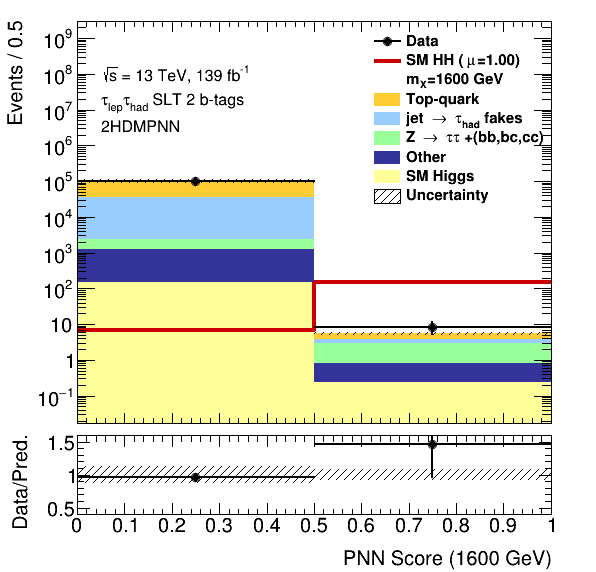 Events / 0.5
10⁹
10⁸
10⁷
10⁶
10⁵
10⁴
10³
10²
10
1
10⁻¹
√s = 13 TeV, 139 fb⁻¹
τlepτhad SLT 2 b-tags
2HDMPNN
Data
SM HH ( μ=1.00)
mX=1600 GeV
Top-quark
jet → τhad fakes
Z → ττ +(bb,bc,cc)
Other
SM Higgs
Uncertainty
Data/Pred.
1.5
1
0.5
0 0.1 0.2 0.3 0.4 0.5 0.6 0.7 0.8 0.9 1
PNN Score (1600 GeV)